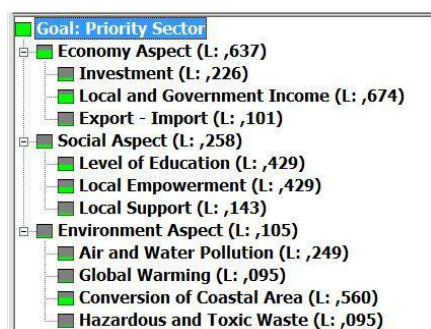 Goal: Priority Sector
Economy Aspect (L: ,637)
Investment (L: ,226)
Local and Government Income (L: ,674)
Export - Import (L: ,101)
Social Aspect (L: ,258)
Level of Education (L: ,429)
Local Empowerment (L: ,429)
Local Support (L: ,143)
Environment Aspect (L: ,105)
Air and Water Pollution (L: ,249)
Global Warming (L: ,095)
Conversion of Coastal Area (L: ,560)
Hazardous and Toxic Waste (L: ,095)